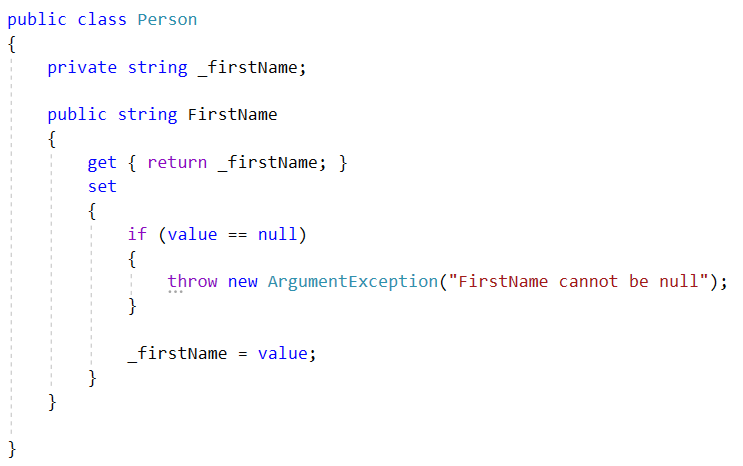 public class Person
{
    private string _firstName;

    public string FirstName
    {
        get { return _firstName; }
        set
        {
            if (value == null)
            {
                throw new ArgumentException("FirstName cannot be null");
            }

            _firstName = value;
        }
    }

}